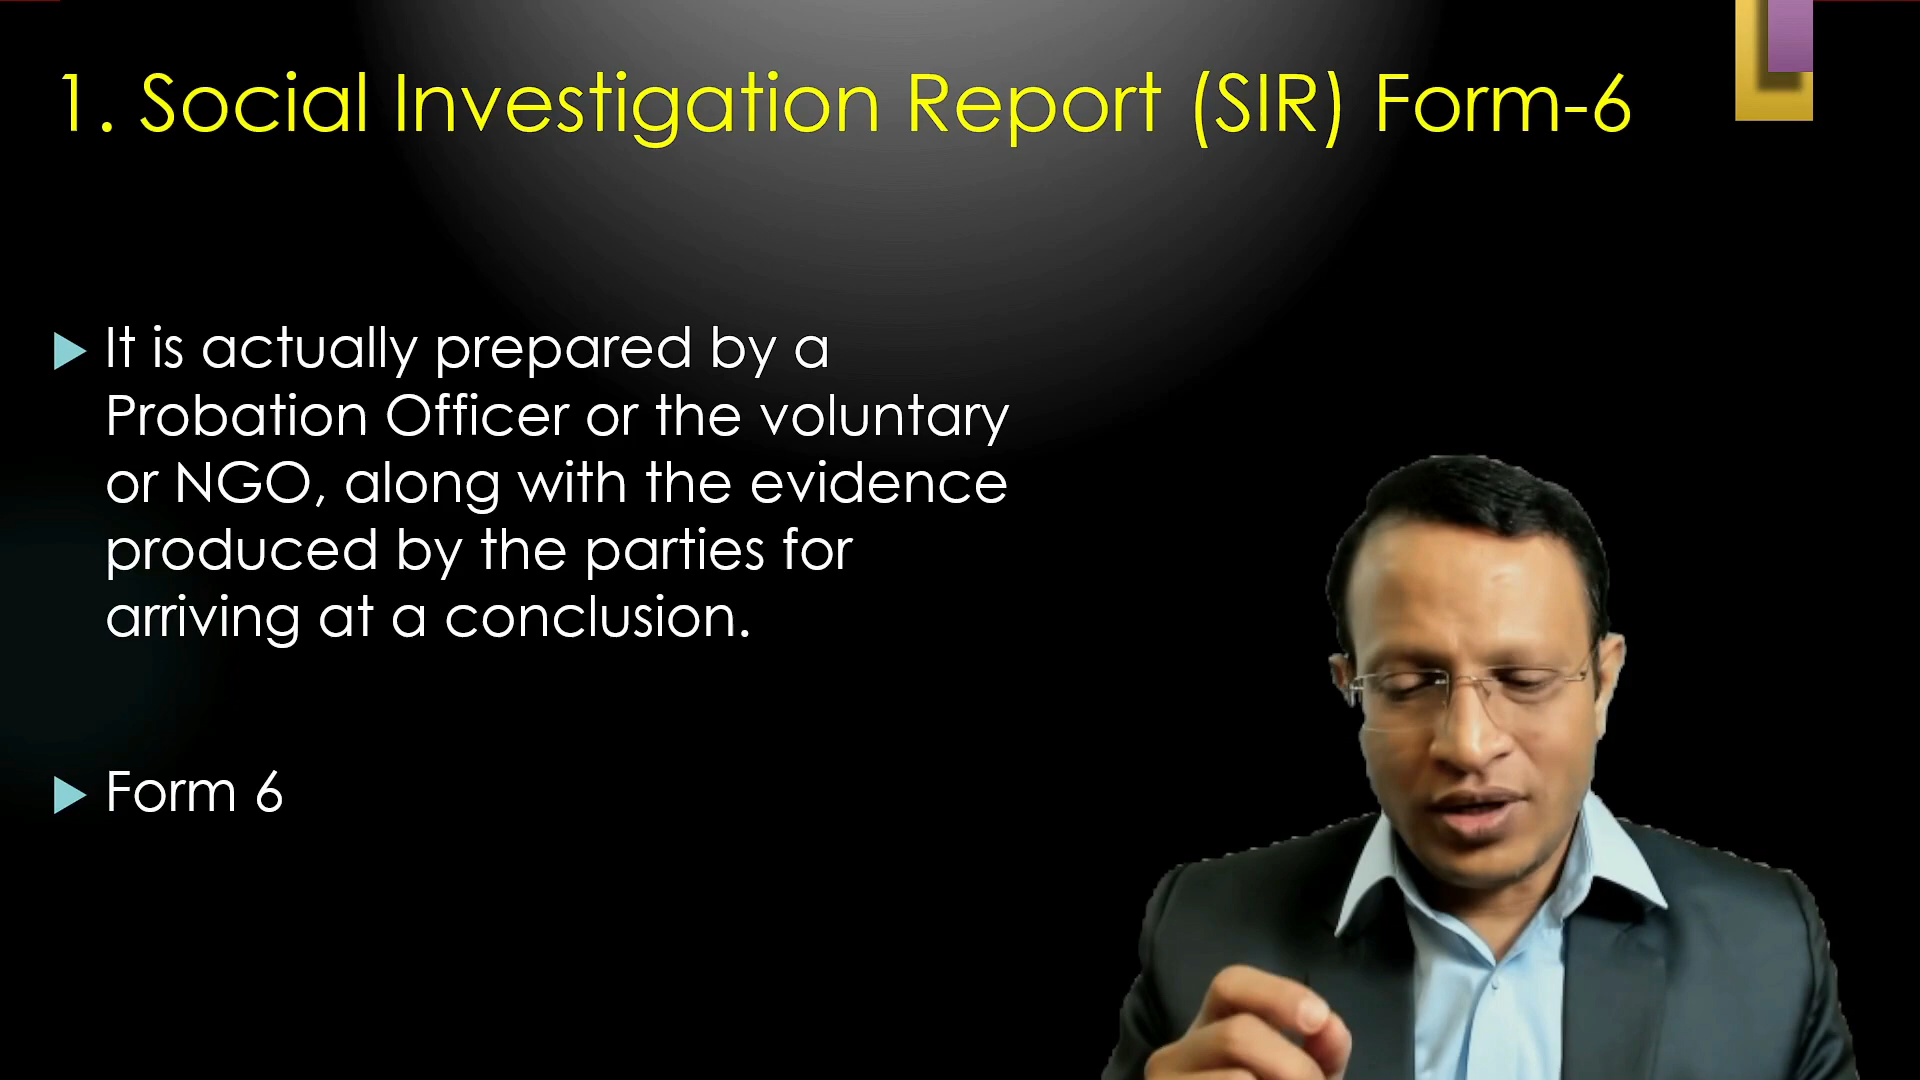 1. Social Investigation Report (SIR) Form-6
It is actually prepared by a
Probation Officer or the voluntary
or NGO, along with the evidence
produced by the parties for
arriving at a conclusion.
Form 6